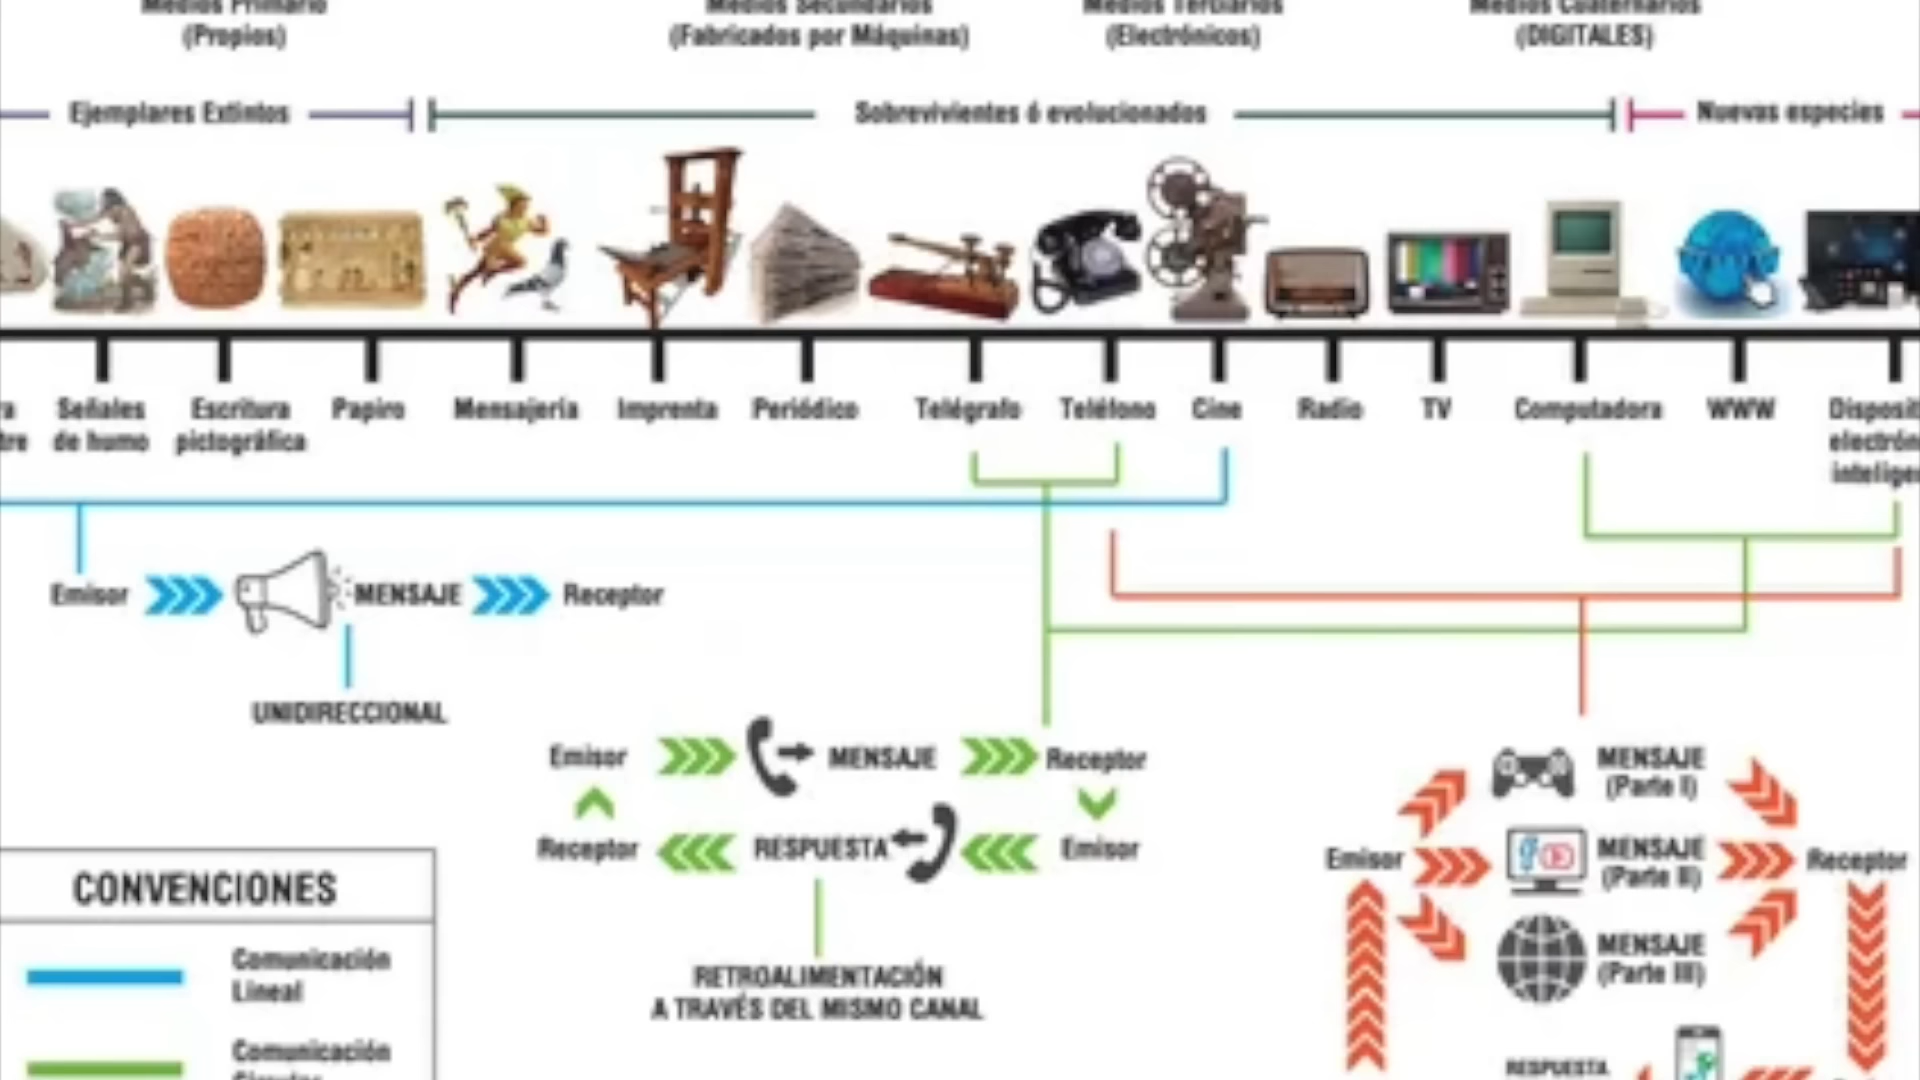 Medios Primario
(Propios)
Medios Secundarios
(Fabricados por Máquinas)
Medios Terciarios
(Electrónicos)
Medios Cuaternarios
(DIGITALES)
Ejemplares Extintos
Sobrevivientes ó evolucionados
Nuevas especies
Señales
de humo
Escritura
pictográfica
Papiro
Mensajería
Imprenta
Periódico
Telégrafo
Teléfono
Cine
Radio
TV
Computadora
WWW
Emisor
MENSAJE
Receptor
UNIDIRECCIONAL
Emisor
MENSAJE
Receptor
Receptor
RESPUESTA
Emisor
RETROALIMENTACIÓN
A TRAVÉS DEL MISMO CANAL
Emisor
MENSAJE
(Parte I)
MENSAJE
(Parte II)
MENSAJE
(Parte III)
Receptor
RESPUESTA
CONVENCIONES
Comunicación
Lineal
Comunicación